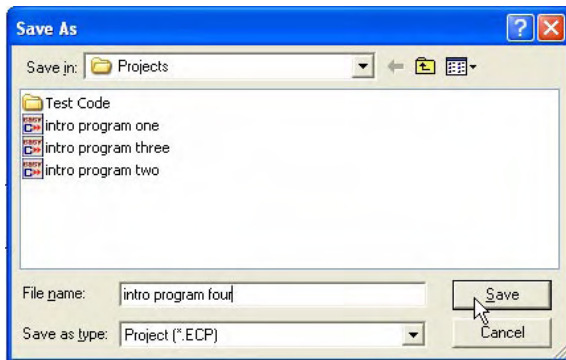 Save As
Save in: Projects
Test Code
intro program one
intro program three
intro program two
File name: intro program four Save
Save as type: Project (*.ECP) Cancel